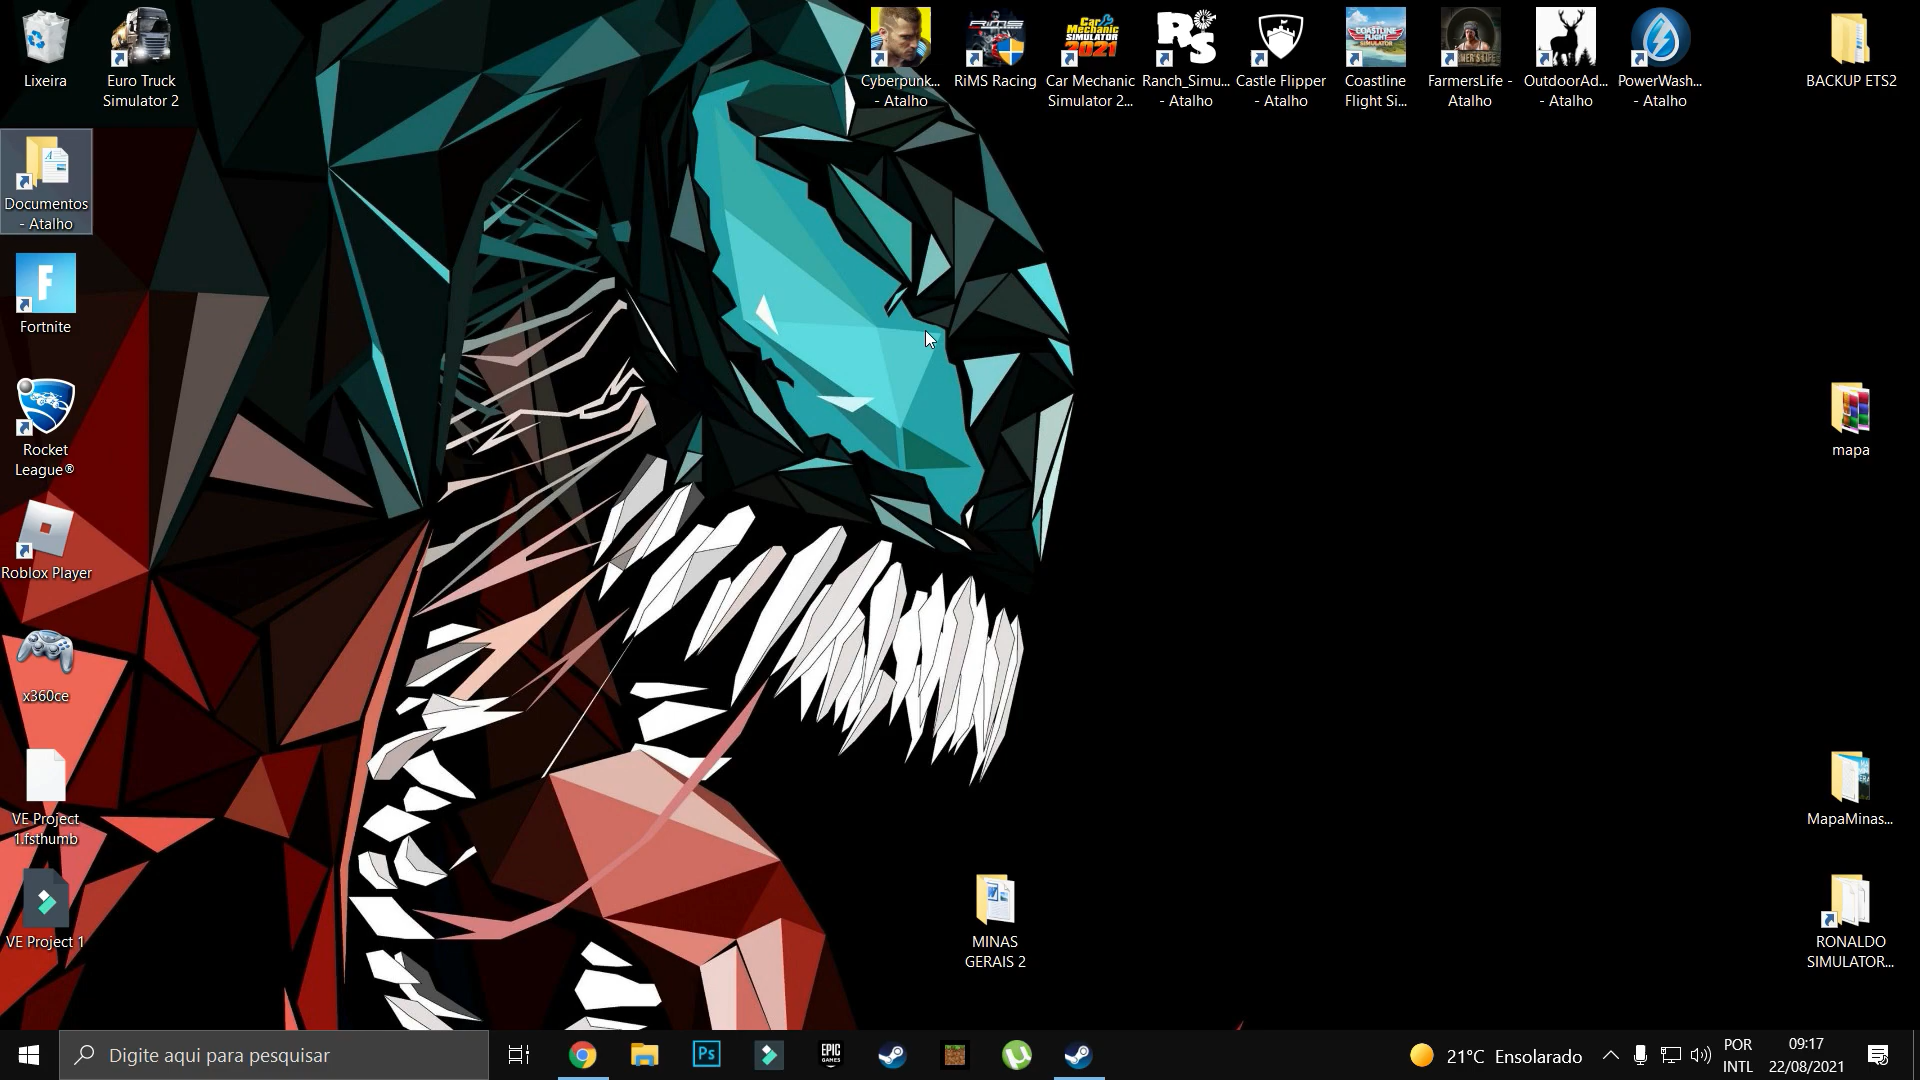 Lixeira
Euro Truck
Simulator 2
Cyberpunk...
- Atalho
RiMS Racing
Car Mechanic
Simulator 2...
Ranch_Simu...
- Atalho
Castle Flipper
- Atalho
Coastline
Flight Si...
FarmersLife -
Atalho
OutdoorAd...
- Atalho
PowerWash...
- Atalho
BACKUP ETS2
Documentos
- Atalho
Fortnite
Rocket
League®
Roblox Player
x360ce
VE Project
1.fsthumb
VE Project 1
mapa
MapaMinas...
MINAS
GERAIS 2
RONALDO
SIMULATOR...
Digite aqui para pesquisar
Ps
EPIC
GAMES
21°C Ensolarado
POR
INTL
09:17
22/08/2021